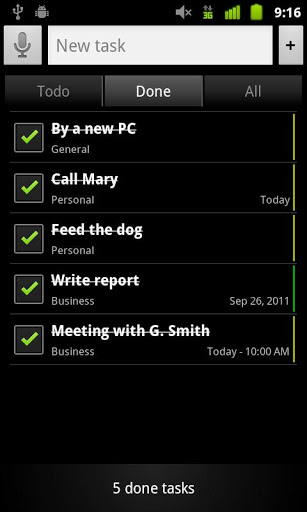 3G
9:16
New task
+
Todo
Done
All
By a new PC
General
Call Mary
Personal
Today
Feed the dog
Personal
Write report
Business
Sep 26, 2011
Meeting with G. Smith
Business
Today - 10:00 AM
5 done tasks